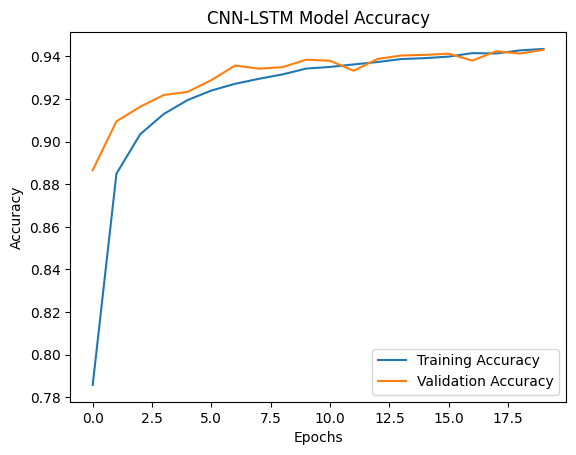 CNN-LSTM Model Accuracy
Accuracy
0.94
0.92
0.90
0.88
0.86
0.84
0.82
0.80
0.78
Training Accuracy
Validation Accuracy
0.0 2.5 5.0 7.5 10.0 12.5 15.0 17.5
Epochs